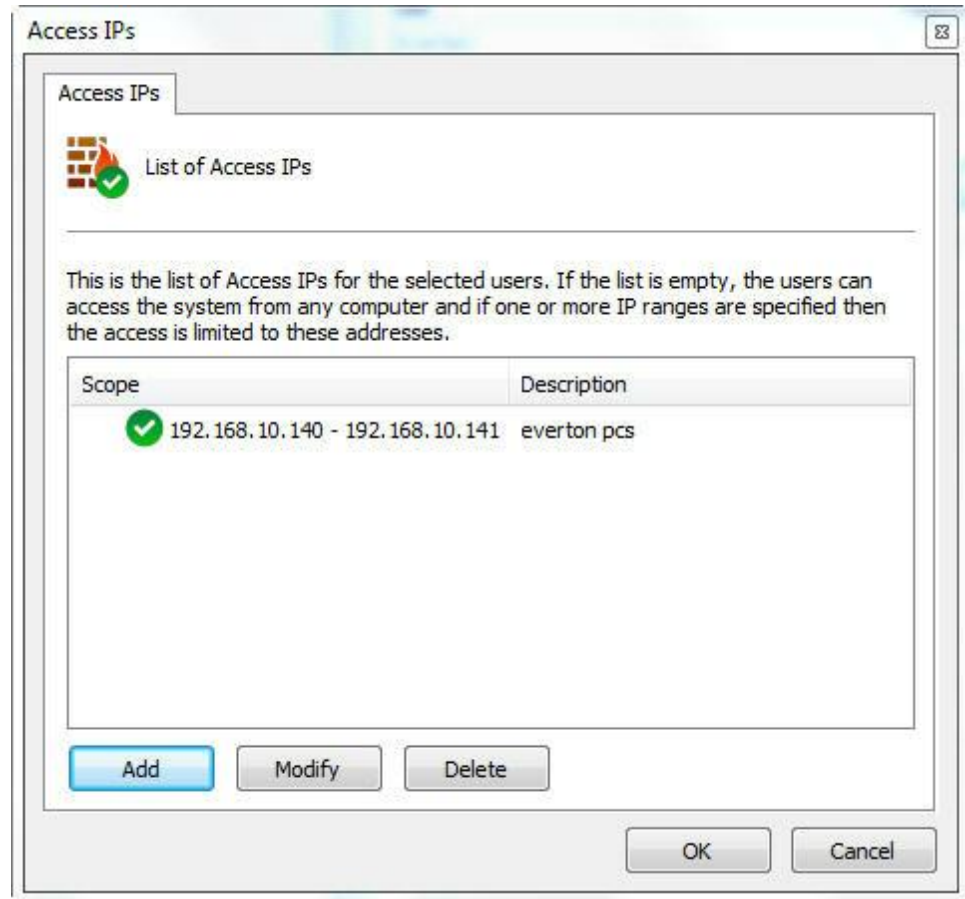 Access IPs
Access IPs
List of Access IPs
This is the list of Access IPs for the selected users. If the list is empty, the users can
access the system from any computer and if one or more IP ranges are specified then
the access is limited to these addresses.
Scope Description
192.168.10.140 - 192.168.10.141 everton pcs
Add Modify Delete
OK Cancel